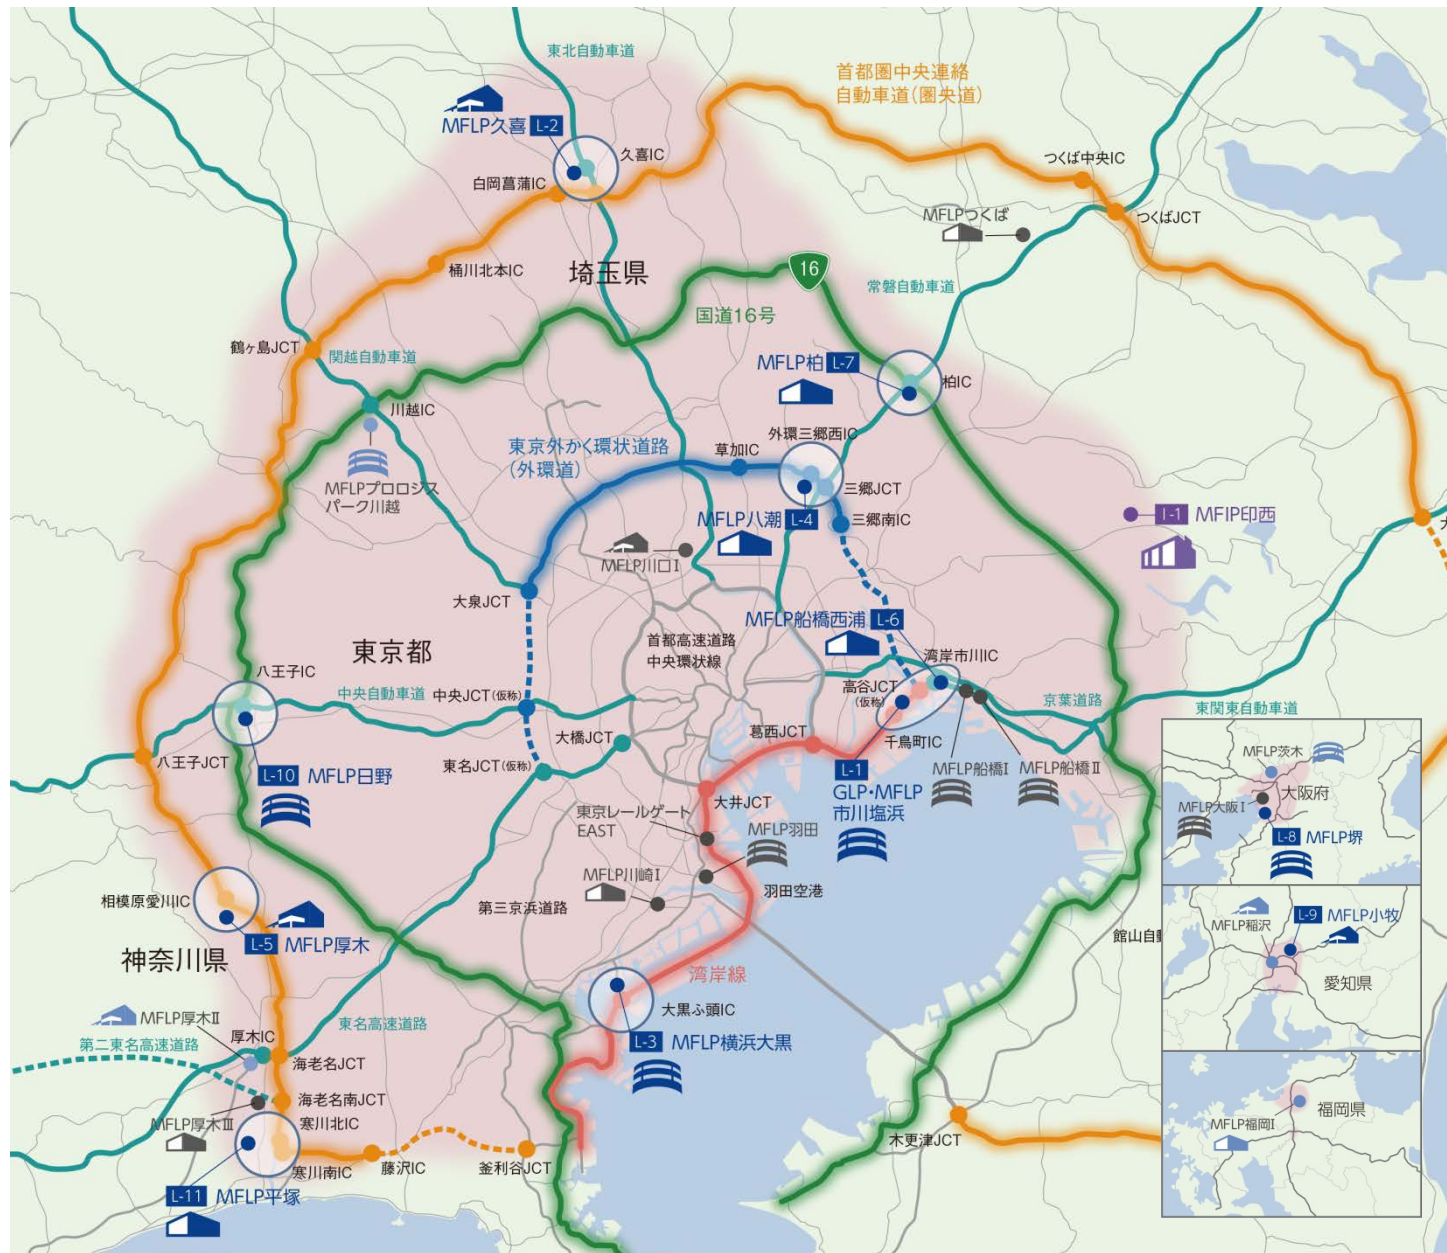 東北自動車道
首都圏中央連絡
自動車道(圏央道)
MFLP久喜 L-2
久喜IC
白岡菖蒲IC
つくば中央IC
つくばJCT
MFLPつくば
桶川北本IC
埼玉県
16
常磐自動車道
国道16号
鶴ヶ島JCT
関越自動車道
MFLP柏 L-7
柏IC
川越IC
外環三郷西IC
東京外かく環状道路
(外環道)
草加IC
三郷JCT
MFLPプロロジス
パーク川越
MFLP八潮 L-4
三郷南IC
L-1 MFIP印西
MFLP川口Ⅰ
大泉JCT
MFLP船橋西浦 L-6
首都高速道路
中央環状線
東京都
湾岸市川IC
八王子IC
高谷JCT
(仮称)
中央自動車道
中央JCT(仮称)
京葉道路
東関東自動車道
葛西JCT
千鳥町IC
大橋JCT
八王子JCT
東名JCT(仮称)
L-10 MFLP日野
L-1
GLP・MFLP
市川塩浜
MFLP船橋Ⅰ
MFLP船橋Ⅱ
大井JCT
東京レールゲート
EAST
MFLP羽田
MFLP川崎Ⅰ
羽田空港
第三京浜道路
相模原愛川IC
L-5 MFLP厚木
神奈川県
館山自動
湾岸線
大黒ふ頭IC
MFLP厚木Ⅱ
東名高速道路
厚木IC
第二東名高速道路
海老名JCT
L-3 MFLP横浜大黒
海老名南JCT
MFLP厚木Ⅲ
寒川北IC
寒川南IC
藤沢IC
釜利谷JCT
木更津JCT
L-11 MFLP平塚
MFLP茨木
大阪府
MFLP大阪Ⅰ
L-8 MFLP堺
MFLP稲沢
L-9 MFLP小牧
愛知県
福岡県
MFLP福岡Ⅰ